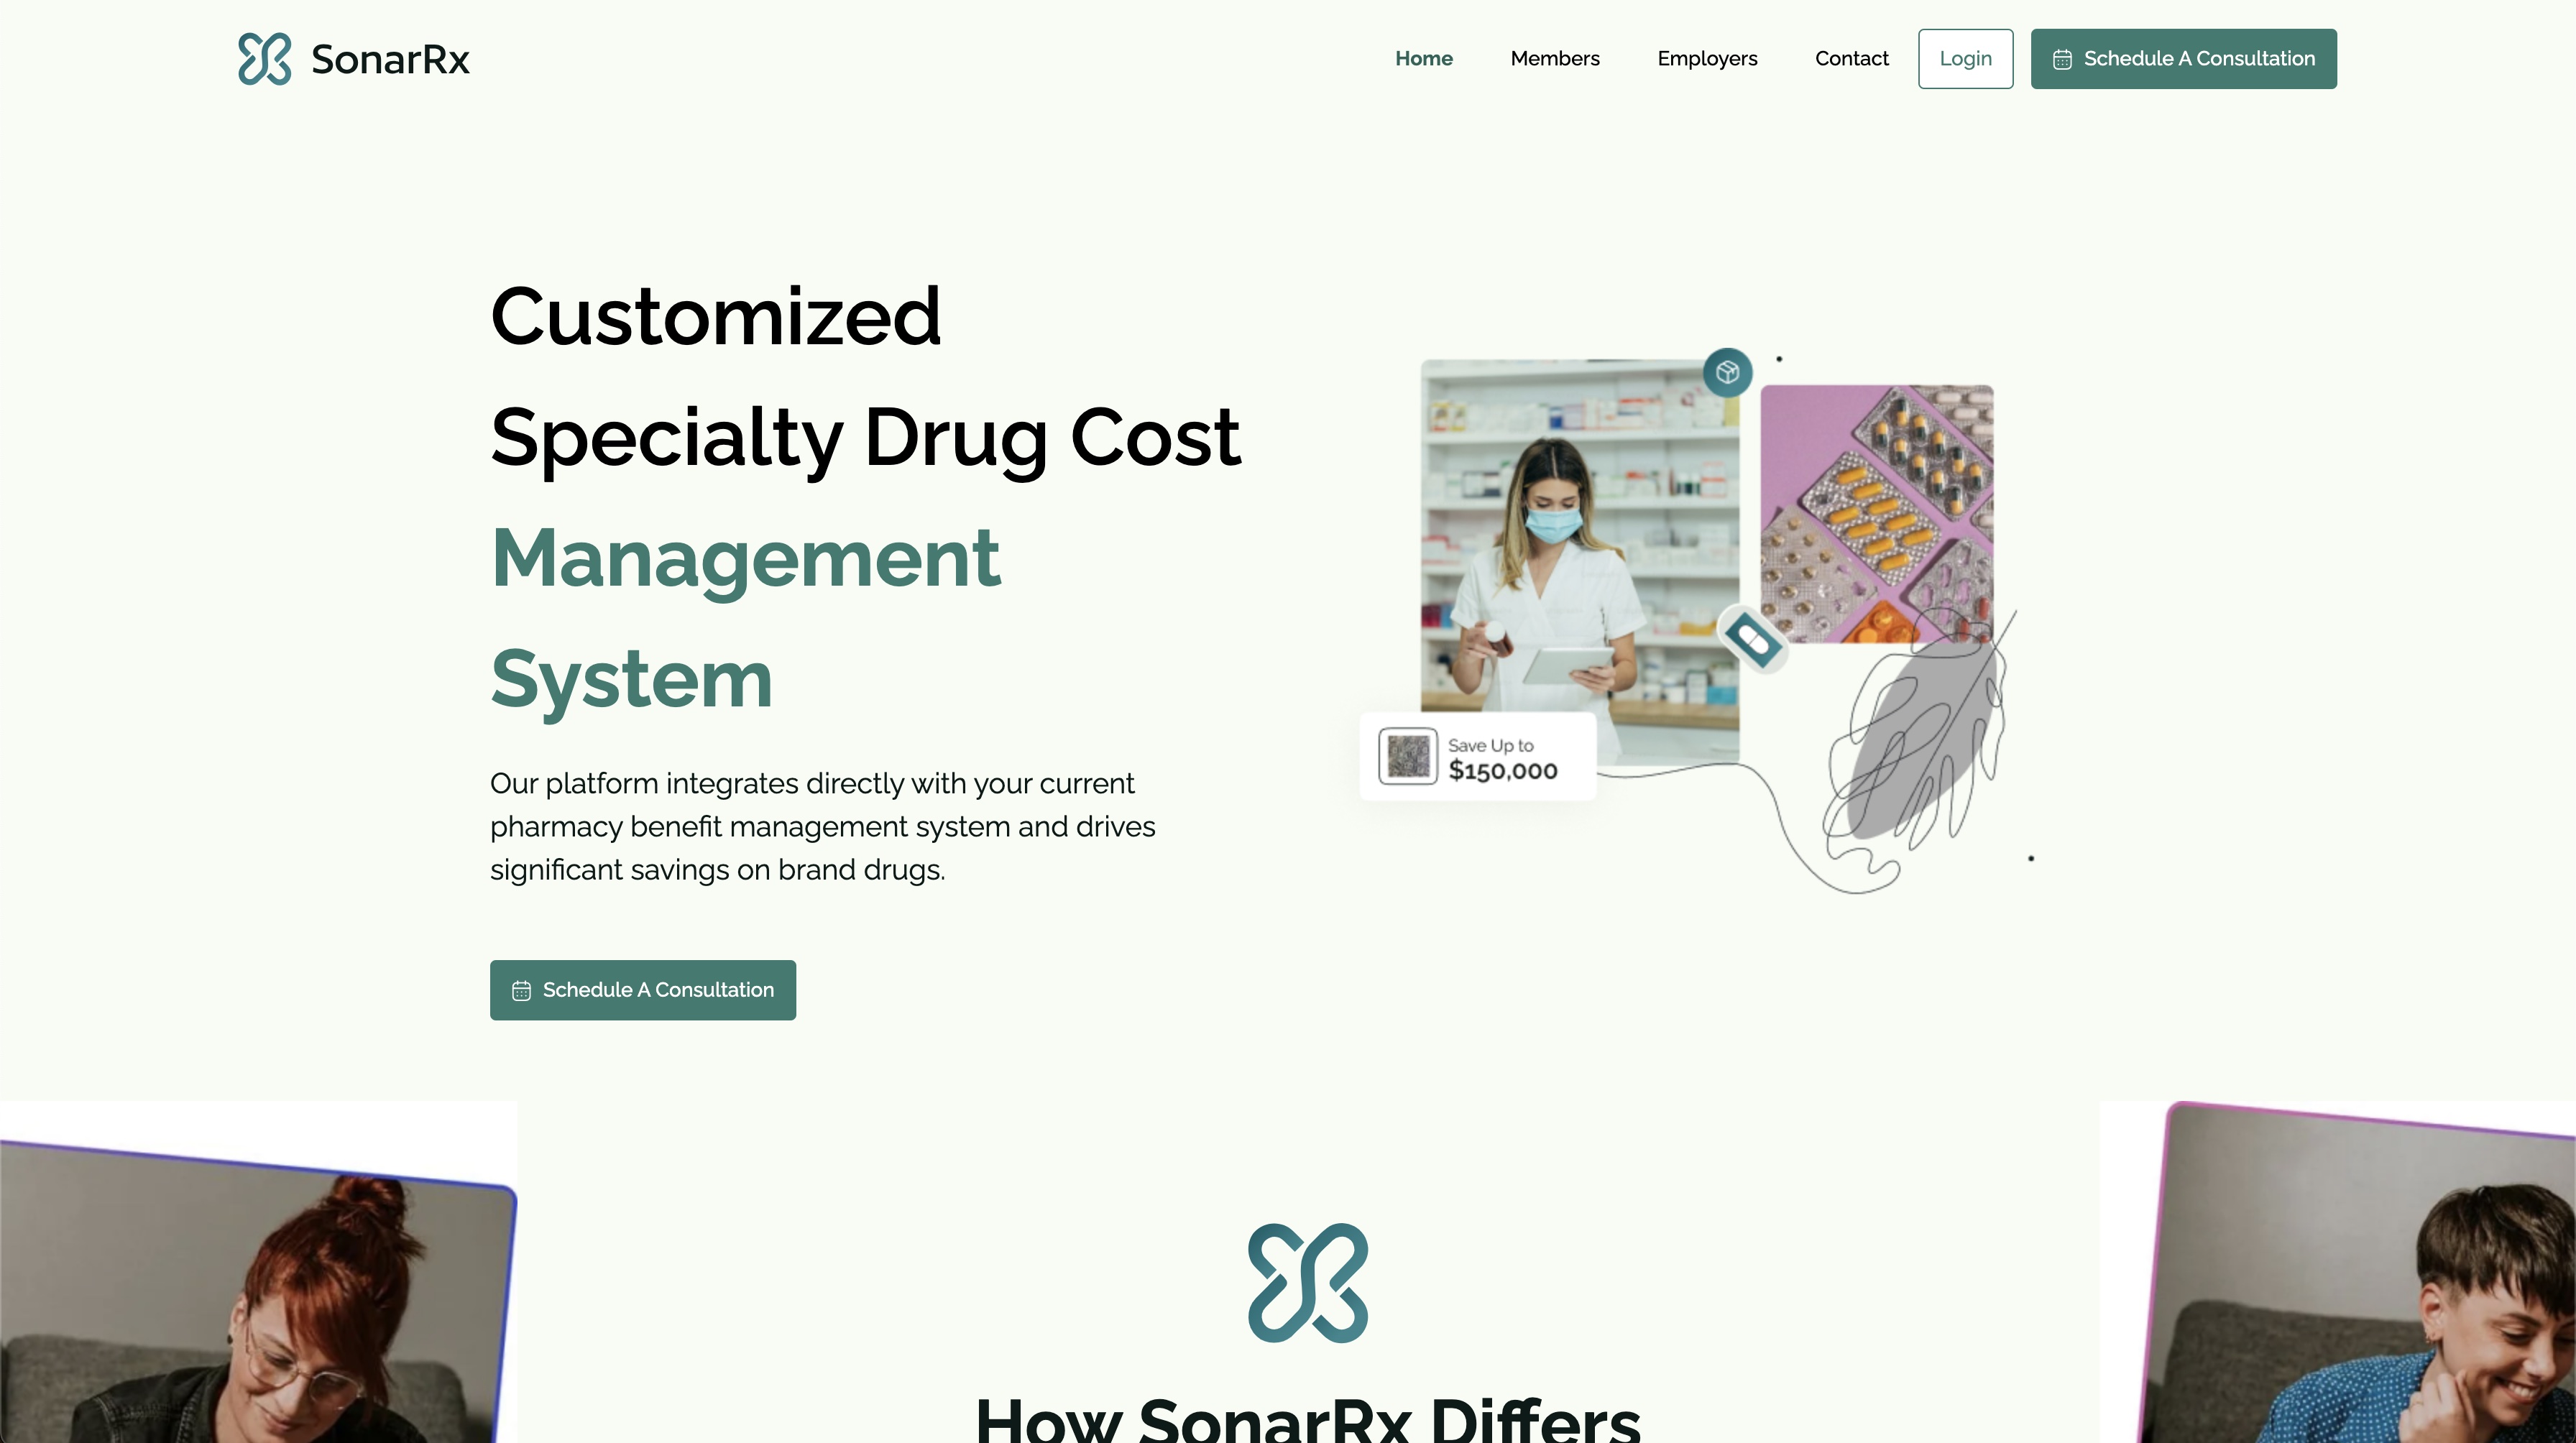 SonarRx
Home
Members
Employers
Contact
Login
Schedule A Consultation
Customized
Specialty Drug Cost
Management
System
Our platform integrates directly with your current
pharmacy benefit management system and drives
significant savings on brand drugs.
Schedule A Consultation
Save Up to
$150,000
How SonarRx Differs